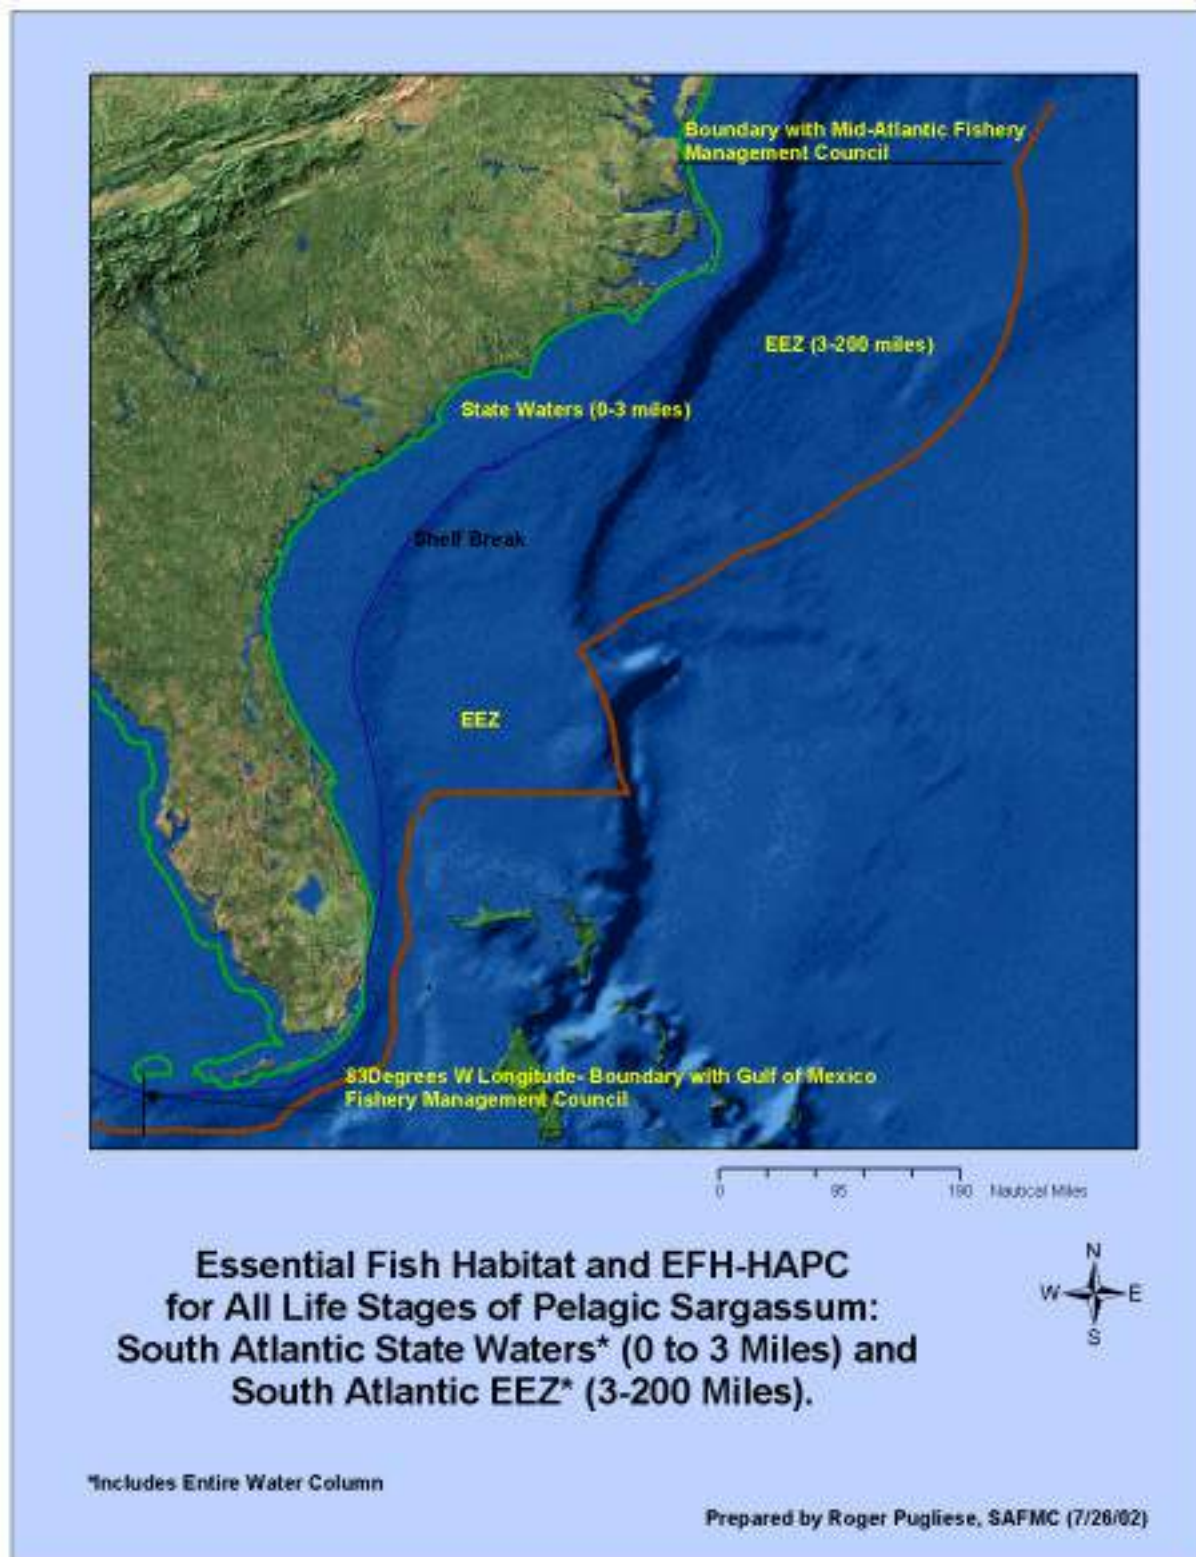 Boundary with Mid-Atlantic Fishery
Management Council
EEZ (3-200 miles)
State Waters (0-3 miles)
Shelf Break
EEZ
83Degrees W Longitude- Boundary with Gulf of Mexico
Fishery Management Council
0 95 190 Nautical Miles
Essential Fish Habitat and EFH-HAPC
for All Life Stages of Pelagic Sargassum:
South Atlantic State Waters* (0 to 3 Miles) and
South Atlantic EEZ* (3-200 Miles).
N
W E
S
*Includes Entire Water Column
Prepared by Roger Pugliese, SAFMC (7/26/02)